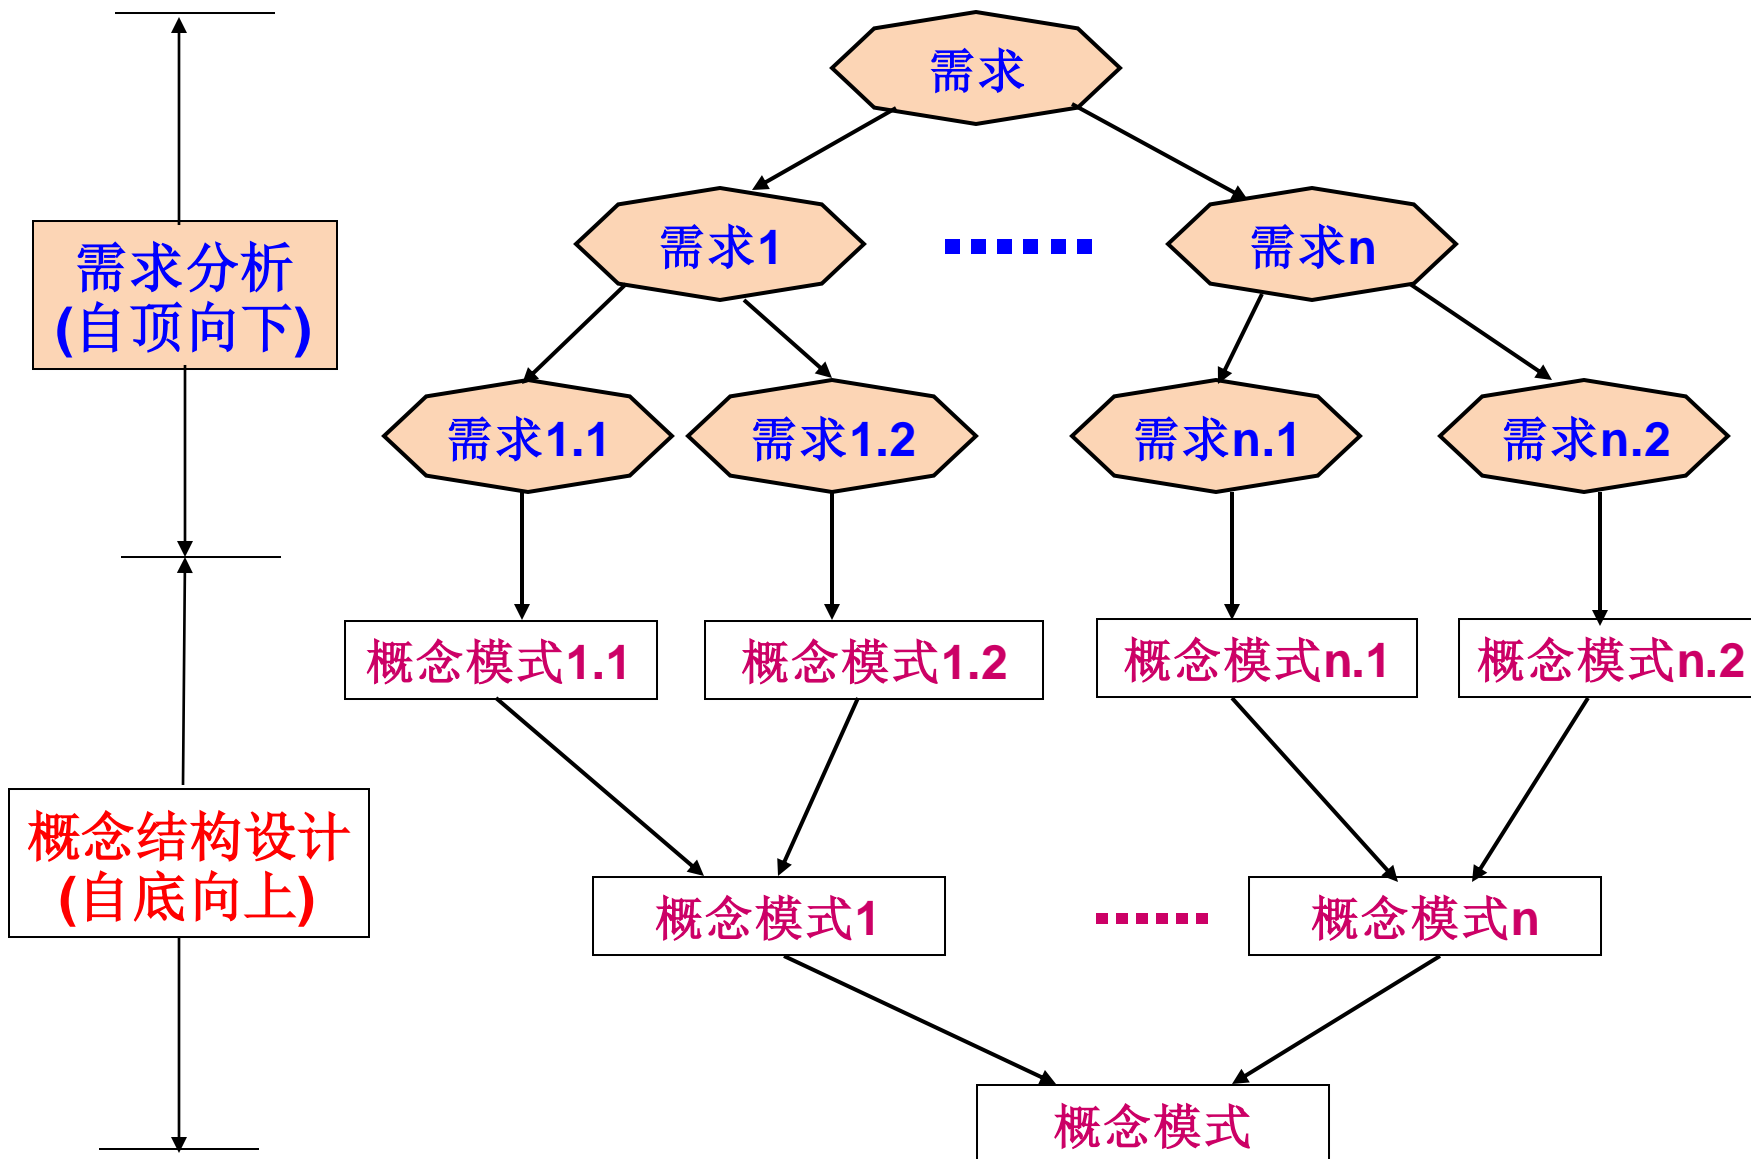 需求
需求分析
(自顶向下)
需求1
需求n
需求1.1
需求1.2
需求n.1
需求n.2
概念模式1.1
概念模式1.2
概念模式n.1
概念模式n.2
概念结构设计
(自底向上)
概念模式1
概念模式n
概念模式